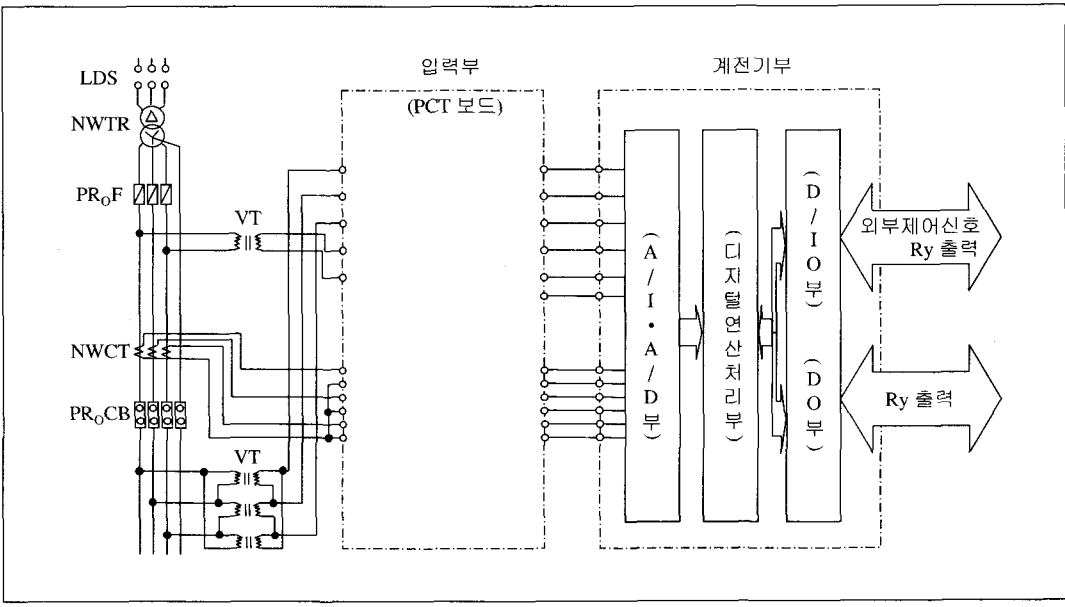 LDS
NWTR
PR₀F
VT
NWCT
PR₀CB
VT
입력부
(PCT 보드)
계전기부
(A/I·A/D부)
(디지털연산처리부)
(D/IO부)
(DO부)
외부제어신호
Ry 출력
Ry 출력